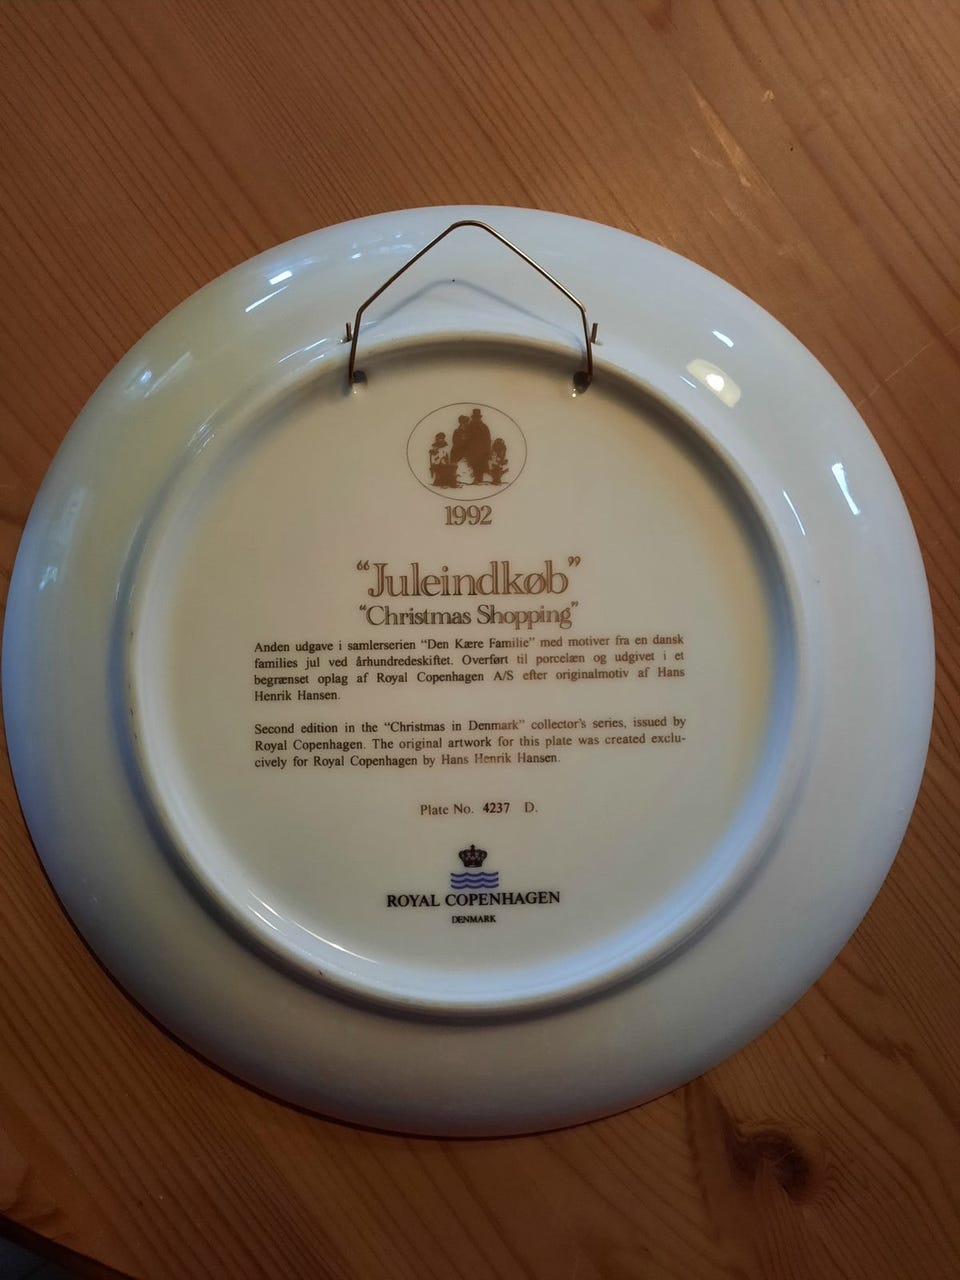 1992
“Juleindkøb”
“Christmas Shopping”
Anden udgave i samlerserien “Den Kære Familie” med motiver fra en dansk
families jul ved århundredeskiftet. Overført til porcelæn og udgivet i et
begrænset oplag af Royal Copenhagen A/S efter originalmotiv af Hans
Henrik Hansen.
Second edition in the “Christmas in Denmark” collector's series, issued by
Royal Copenhagen. The original artwork for this plate was created exclu-
cively for Royal Copenhagen by Hans Henrik Hansen.
Plate No. 4237 D.
ROYAL COPENHAGEN
DENMARK